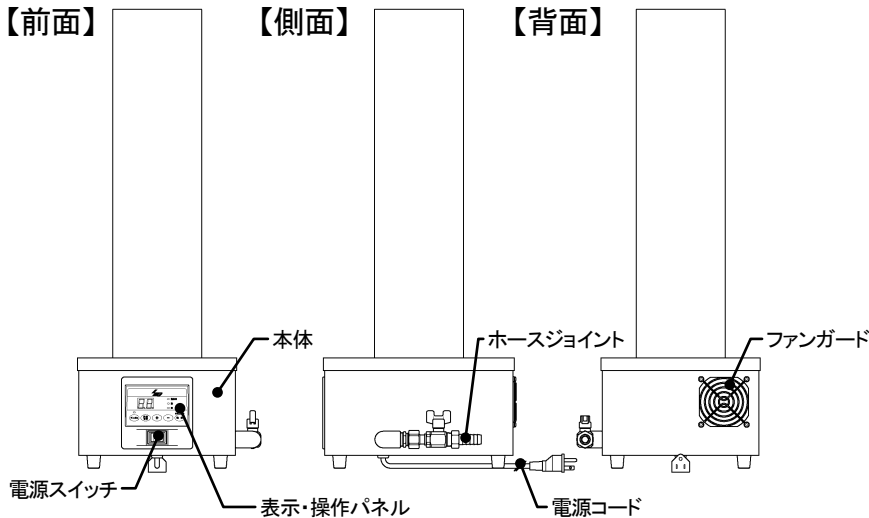 【前面】
【側面】
【背面】
本体
ホースジョイント
ファンガード
電源スイッチ
表示・操作パネル
電源コード